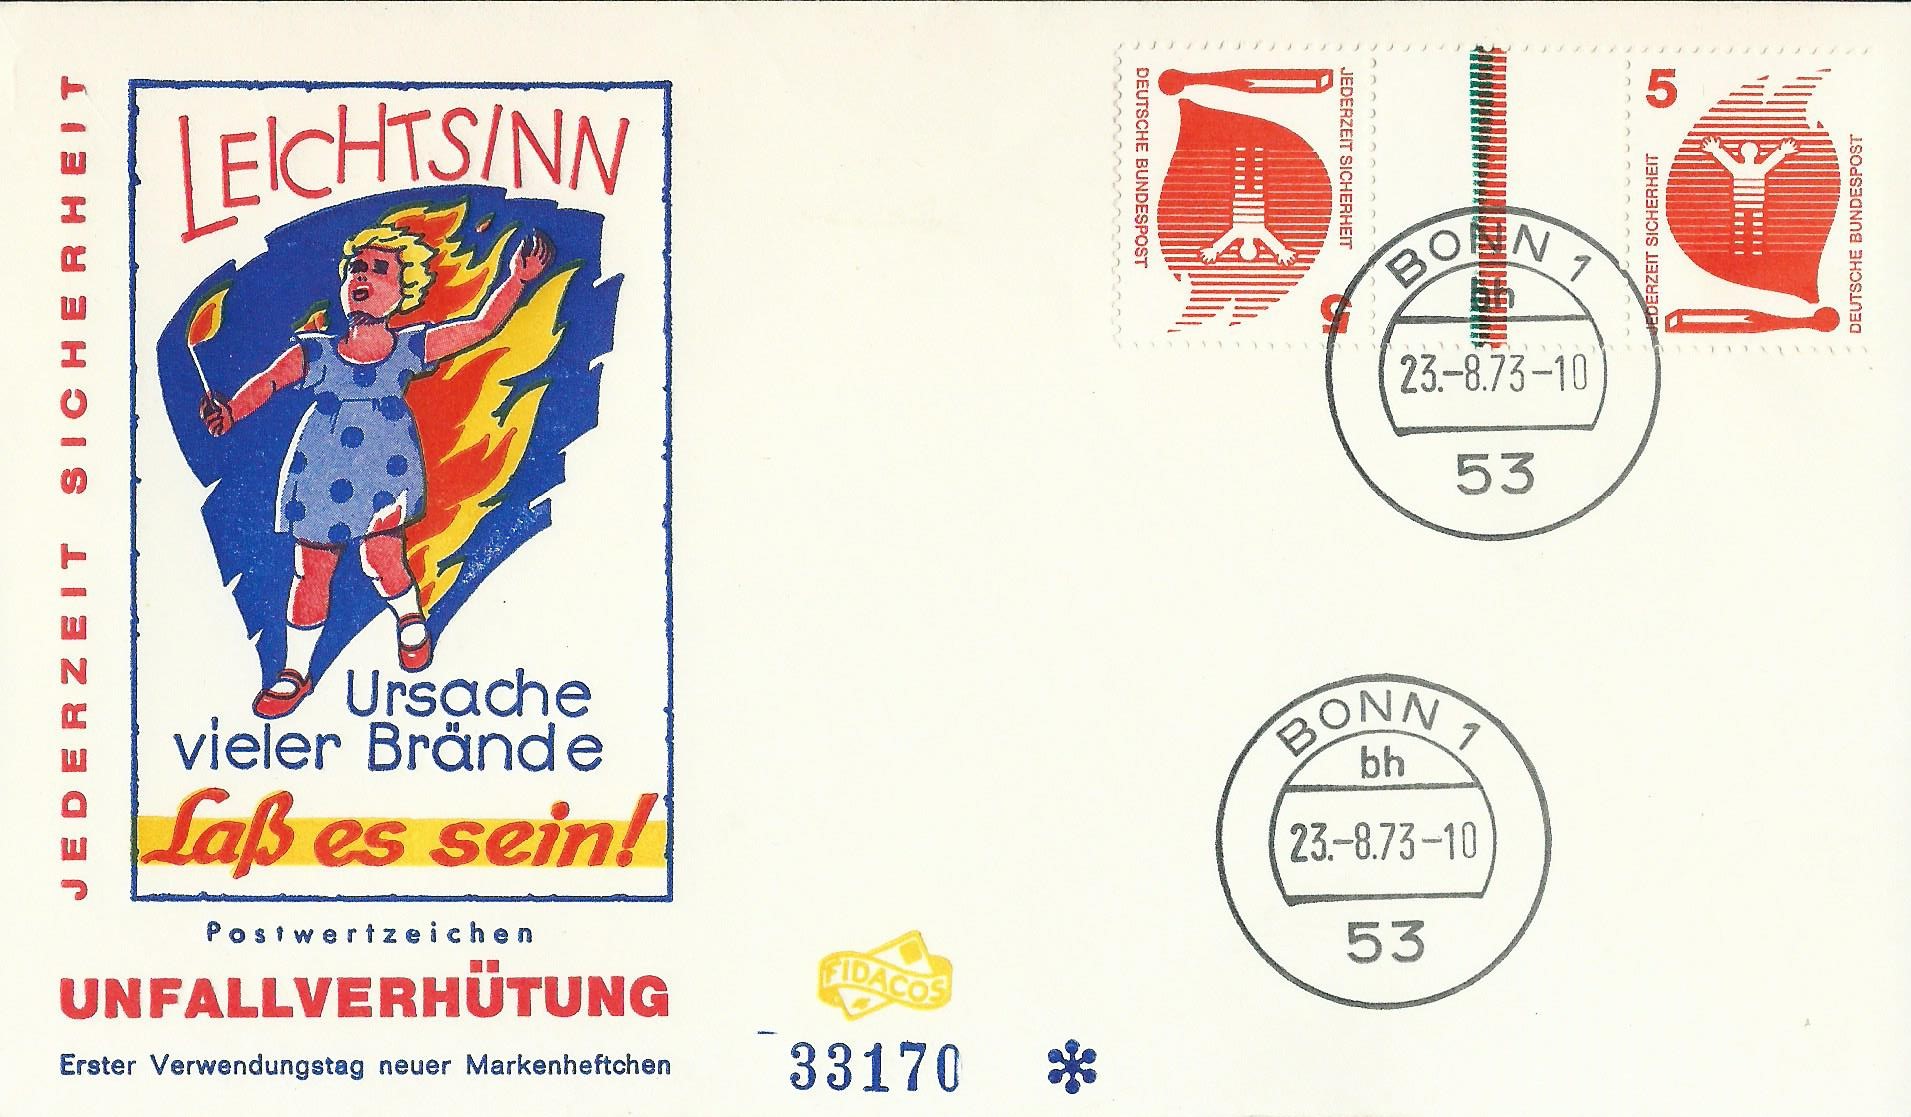 JEDERZEIT SICHERHEIT
LEICHTSINN
Ursache
vieler Brände
Laß es sein!
Postwertzeichen
UNFALLVERHÜTUNG
Erster Verwendungstag neuer Markenheftchen
FIDACOS
33170
DEUTSCHE BUNDESPOST
JEDERZEIT SICHERHEIT
5
5
JEDERZEIT SICHERHEIT
DEUTSCHE BUNDESPOST
BONN 1
bh
23.-8.73-10
53
BONN 1
bh
23.-8.73-10
53